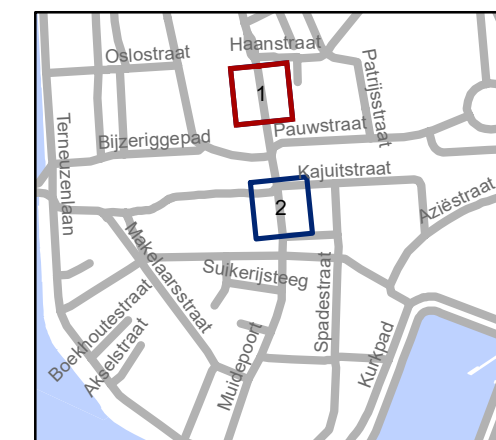 Haanstraat
Oslostraat
Patrijsstraat
1
Terneuzenlaan
Pauwstraat
Bijzeriggepad
Kajuitstraat
Aziëstraat
2
Makelaarsstraat
Suikerijsteeg
Spadestraat
Boekhoutestraat
Akselstraat
Muidepoort
Kurkpad